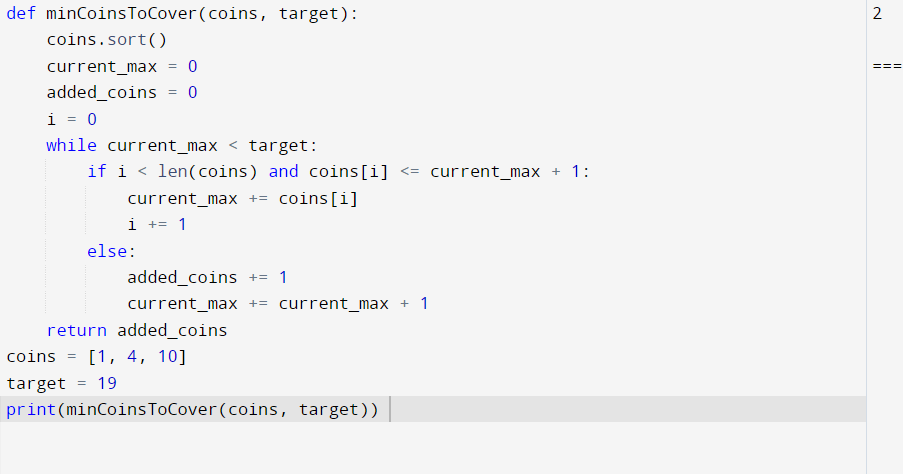 def minCoinsToCover(coins, target):
    coins.sort()
    current_max = 0
    added_coins = 0
    i = 0
    while current_max < target:
        if i < len(coins) and coins[i] <= current_max + 1:
            current_max += coins[i]
            i += 1
        else:
            added_coins += 1
            current_max += current_max + 1
    return added_coins
coins = [1, 4, 10]
target = 19
print(minCoinsToCover(coins, target))
2
===